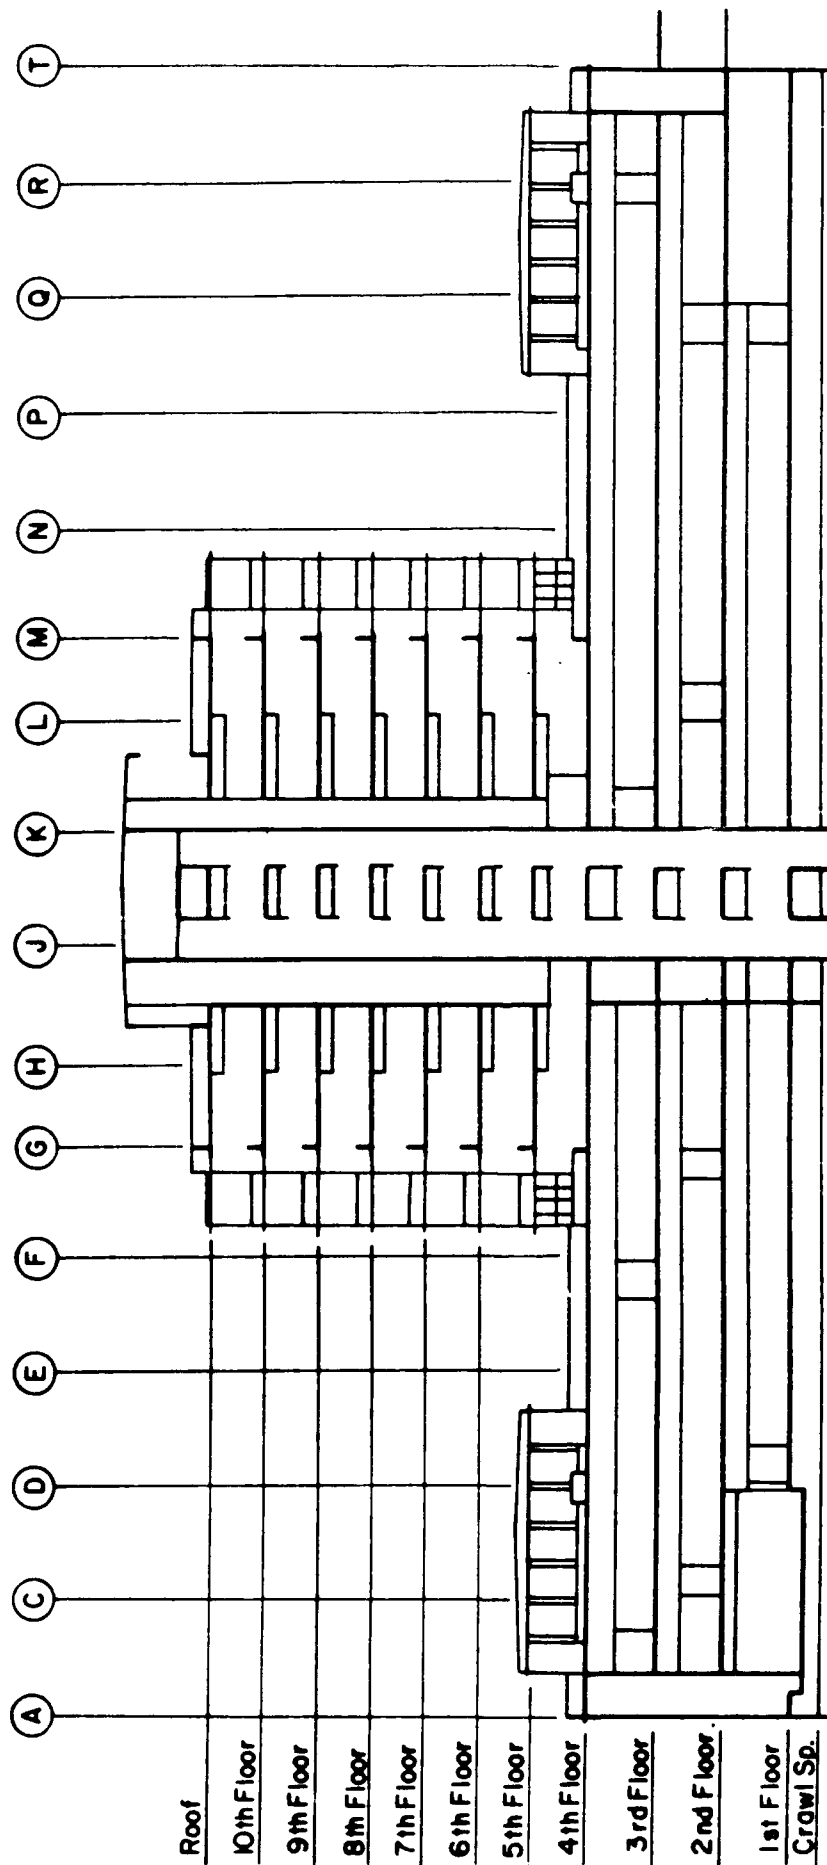 T
R
Q
P
N
M
L
K
J
H
G
F
E
D
C
A
Roof
10th Floor
9th Floor
8th Floor
7th Floor
6th Floor
5th Floor
4th Floor
3rd Floor
2nd Floor.
1st Floor
Crawl Sp.